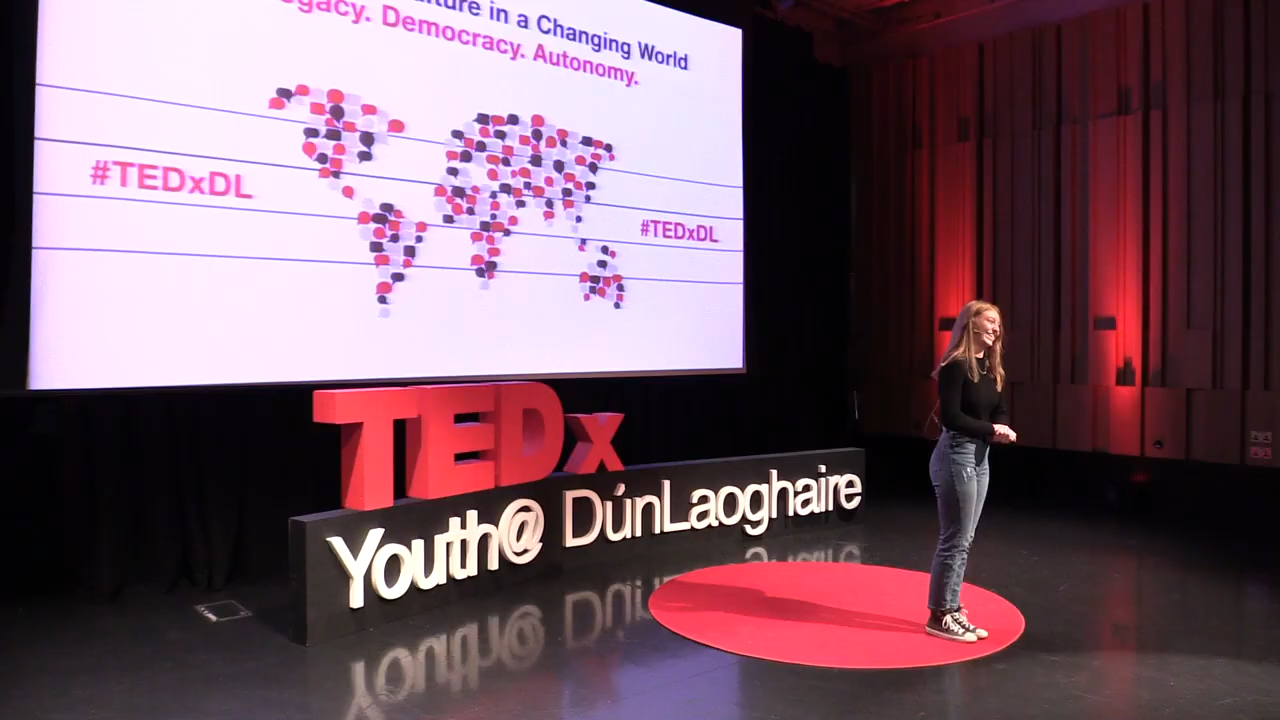 in a Changing World
Democracy. Autonomy.
#TEDxDL
#TEDxDL
TEDx
Youth@ DúnLaoghaire